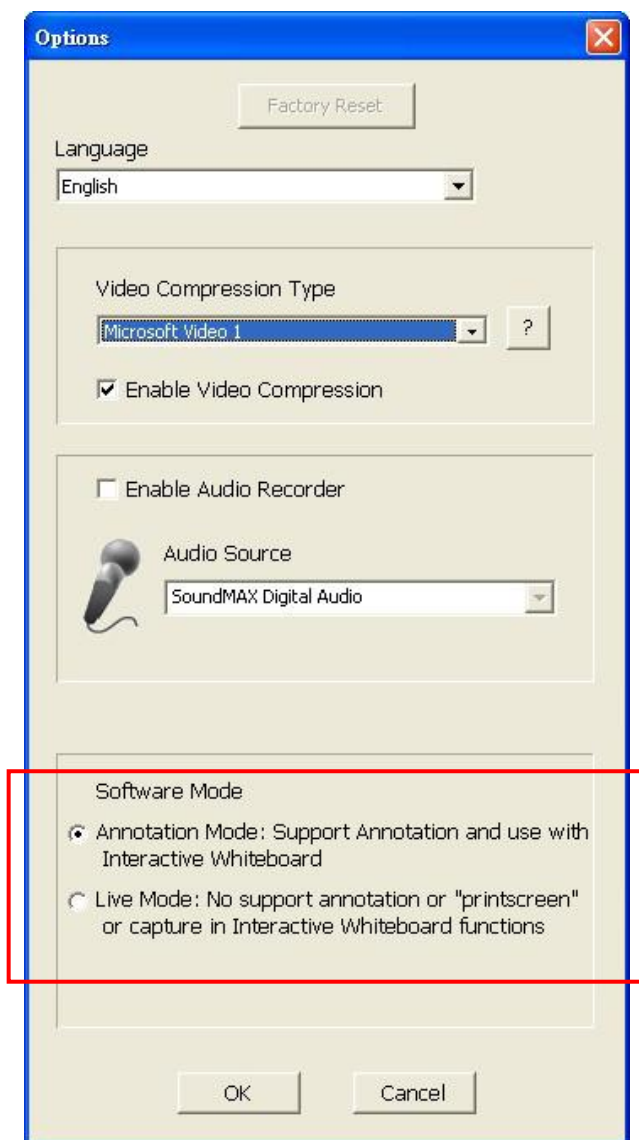 Options
Factory Reset
Language
English
Video Compression Type
Microsoft Video 1
?
Enable Video Compression
Enable Audio Recorder
Audio Source
SoundMAX Digital Audio
Software Mode
Annotation Mode: Support Annotation and use with
Interactive Whiteboard
Live Mode: No support annotation or "printscreen"
or capture in Interactive Whiteboard functions
OK
Cancel